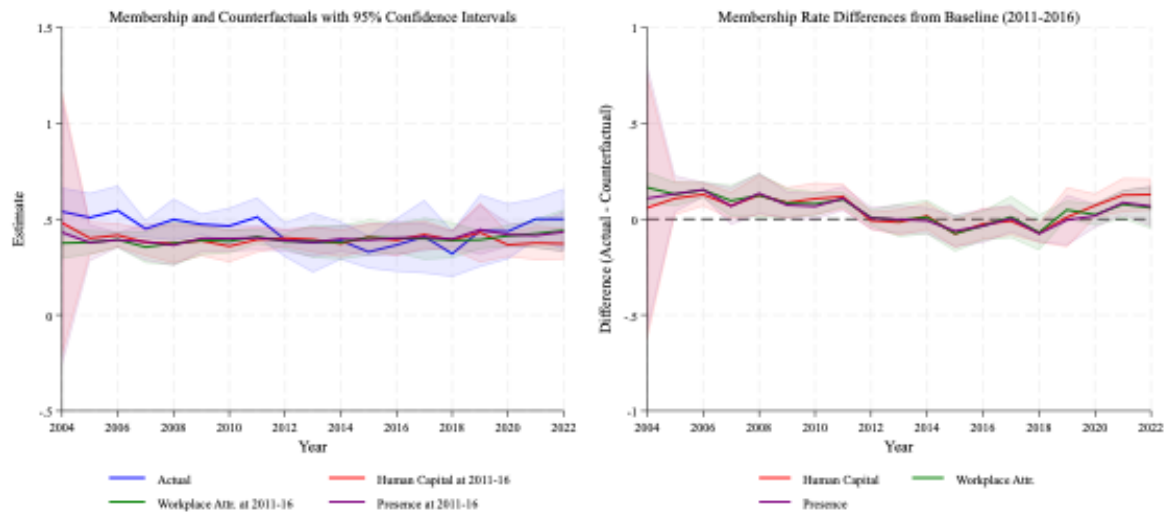 Membership and Counterfactuals with 95% Confidence Intervals
1.5
1
.5
0
-.5
Estimate
2004 2006 2008 2010 2012 2014 2016 2018 2020 2022
Year
Actual Human Capital at 2011-16
Workplace Attr. at 2011-16 Presence at 2011-16
Membership Rate Differences from Baseline (2011-2016)
1
.5
0
-.5
-1
Difference (Actual - Counterfactual)
2004 2006 2008 2010 2012 2014 2016 2018 2020 2022
Year
Human Capital Workplace Attr.
Presence